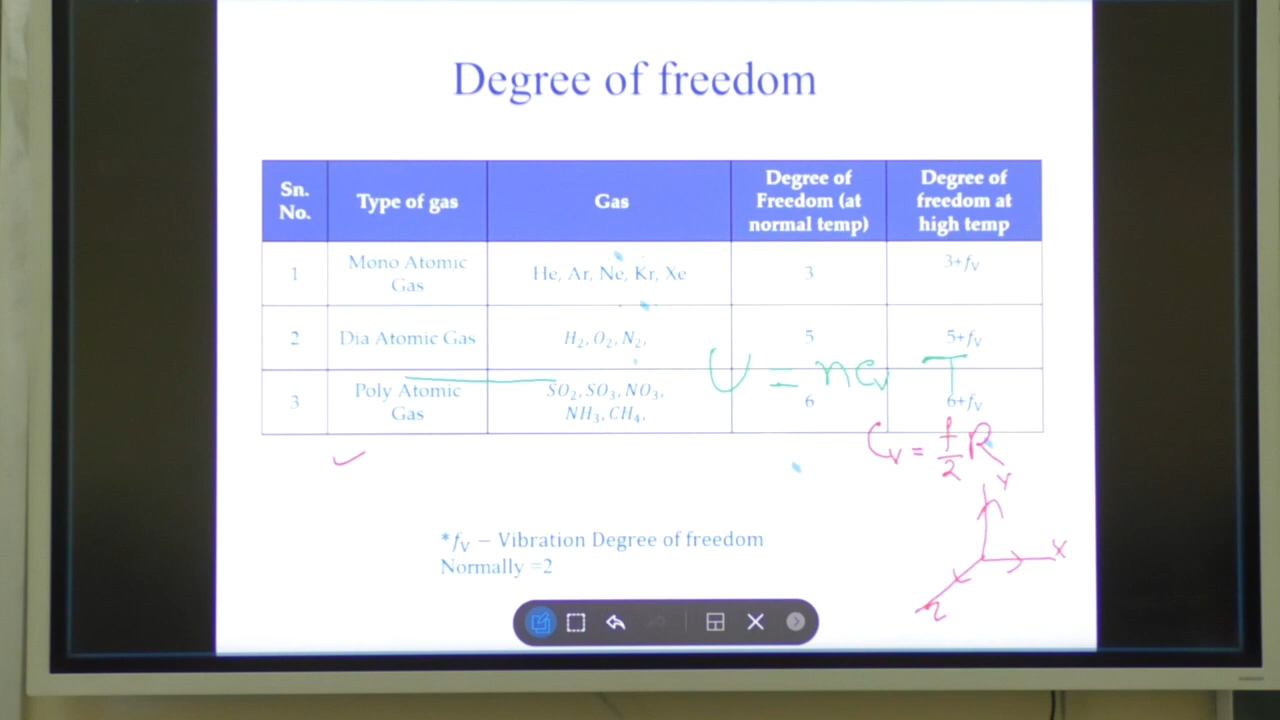 Degree of freedom
Sn. No. | Type of gas | Gas | Degree of Freedom (at normal temp) | Degree of freedom at high temp
1 | Mono Atomic Gas | He, Ar, Ne, Kr, Xe | 3 | 3+fV
2 | Dia Atomic Gas | H2, O2, N2, | 5 | 5+fV
U = nCv T
3 | Poly Atomic Gas | SO2, SO3, NO3, NH3, CH4, | 6 | 6+fV
Cv = f/2 R
Y
X
*fV – Vibration Degree of freedom
Normally =2